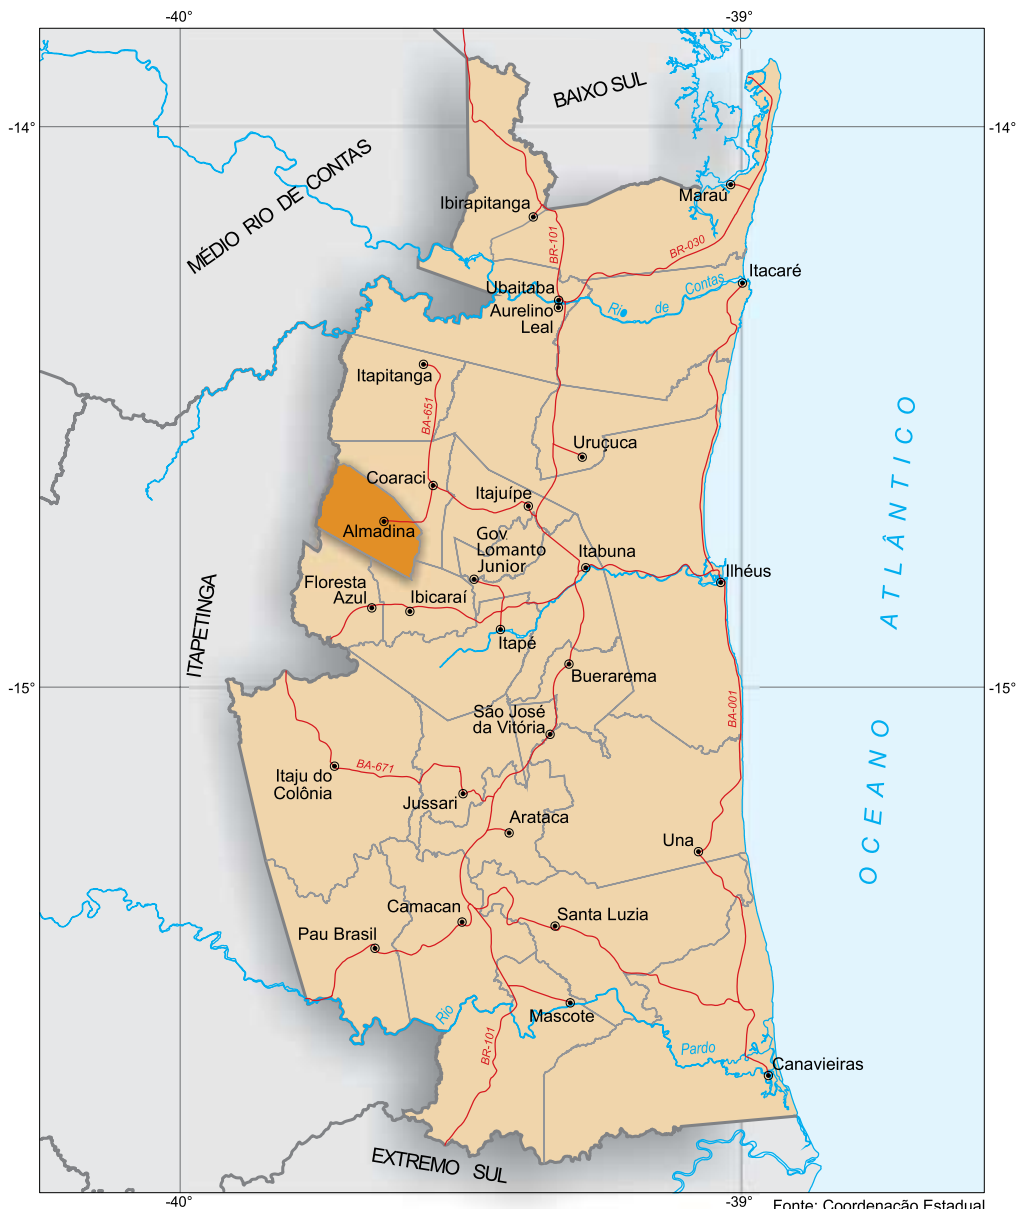 -40°
-39°
BAIXO SUL
-14°
-14°
MÉDIO RIO DE CONTAS
Maraú
Ibirapitanga
BR-101
BR-030
Itacaré
Ubaitaba
Contas
Aurelino
Leal
Rio
de
Itapitanga
BA-651
OCEANO ATLÂNTICO
Uruçuca
Coaraci
Itajuípe
Almadina
Gov
Lomanto
Junior
Itabuna
Ilhéus
Floresta
Azul
Ibicaraí
ITAPETINGA
Itapé
Buerarema
-15°
-15°
São José
da Vitória
BA-001
BA-671
Itaju do
Colônia
Jussari
Arataca
Una
Camacan
Santa Luzia
Pau Brasil
Rio
Mascote
BR-101
Pardo
Canavieiras
EXTREMO SUL
-40°
-39°
Fonte: Coordenação Estadual